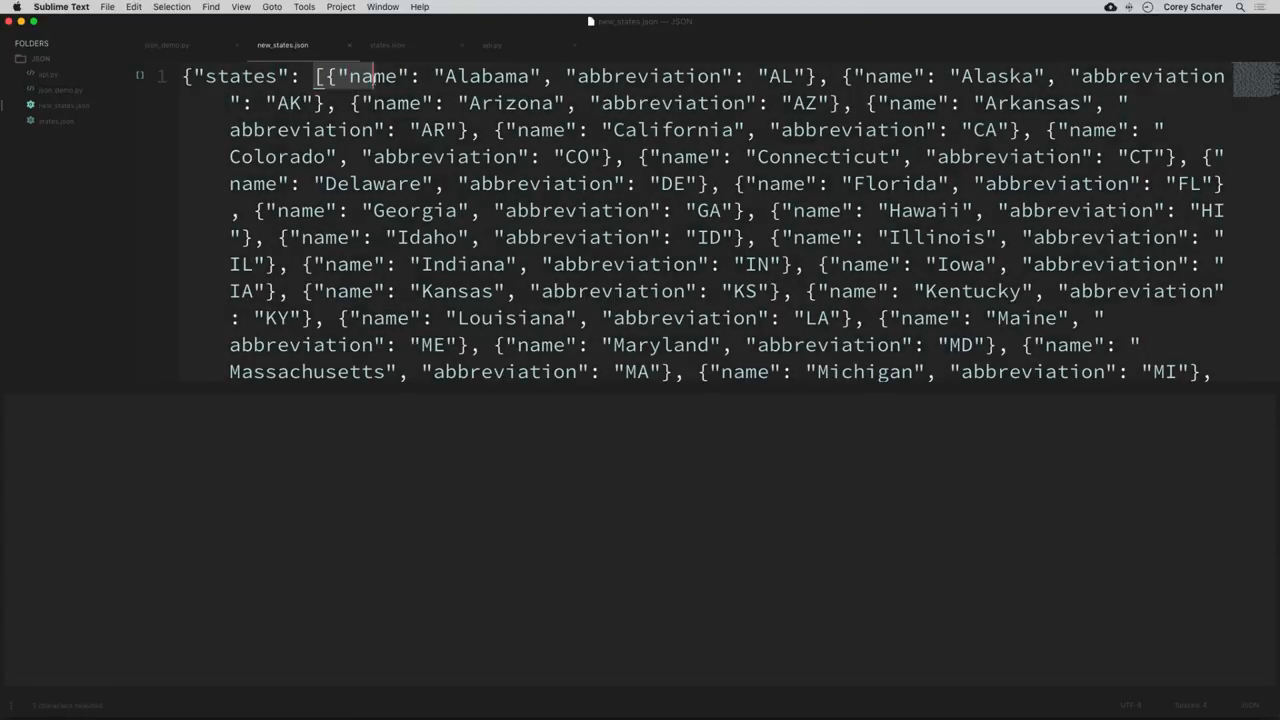 Sublime Text File Edit Selection Find View Goto Tools Project Window Help Corey Schafer
new_states.json — JSON
FOLDERS
JSON
api.py
json_demo.py
new_states.json
states.json
json_demo.py new_states.json states.json api.py
1 {"states": [{"name": "Alabama", "abbreviation": "AL"}, {"name": "Alaska", "abbreviation
": "AK"}, {"name": "Arizona", "abbreviation": "AZ"}, {"name": "Arkansas", "
abbreviation": "AR"}, {"name": "California", "abbreviation": "CA"}, {"name": "
Colorado", "abbreviation": "CO"}, {"name": "Connecticut", "abbreviation": "CT"}, {"
name": "Delaware", "abbreviation": "DE"}, {"name": "Florida", "abbreviation": "FL"}
, {"name": "Georgia", "abbreviation": "GA"}, {"name": "Hawaii", "abbreviation": "HI
"}, {"name": "Idaho", "abbreviation": "ID"}, {"name": "Illinois", "abbreviation": "
IL"}, {"name": "Indiana", "abbreviation": "IN"}, {"name": "Iowa", "abbreviation": "
IA"}, {"name": "Kansas", "abbreviation": "KS"}, {"name": "Kentucky", "abbreviation"
: "KY"}, {"name": "Louisiana", "abbreviation": "LA"}, {"name": "Maine", "
abbreviation": "ME"}, {"name": "Maryland", "abbreviation": "MD"}, {"name": "
Massachusetts", "abbreviation": "MA"}, {"name": "Michigan", "abbreviation": "MI"},
characters selected UTF-8 Spaces: 4 JSON